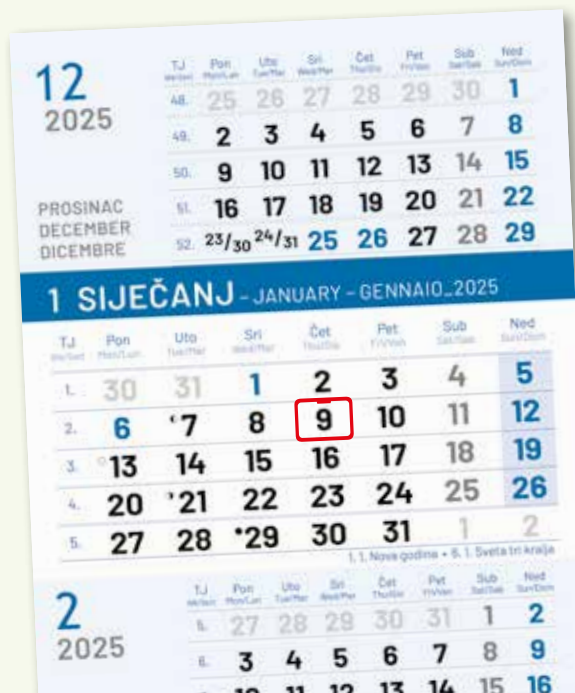 12
2025
PROSINAC
DECEMBER
DICEMBRE
TJ Pon Uto Sri Čet Pet Sub Ned
48. 25 26 27 28 29 30 1
49. 2 3 4 5 6 7 8
50. 9 10 11 12 13 14 15
51. 16 17 18 19 20 21 22
52. 23/30 24/31 25 26 27 28 29
1 SIJEČANJ - JANUARY - GENNAIO_2025
TJ Pon Uto Sri Čet Pet Sub Ned
1. 30 31 1 2 3 4 5
2. 6 7 8 9 10 11 12
3. 13 14 15 16 17 18 19
4. 20 21 22 23 24 25 26
5. 27 28 29 30 31 1 2
1. 1. Nova godina • 6. 1. Sveta tri kralja
2
2025
TJ Pon Uto Sri Čet Pet Sub Ned
5. 27 28 29 30 31 1 2
6. 3 4 5 6 7 8 9
10 11 12 13 14 15 16